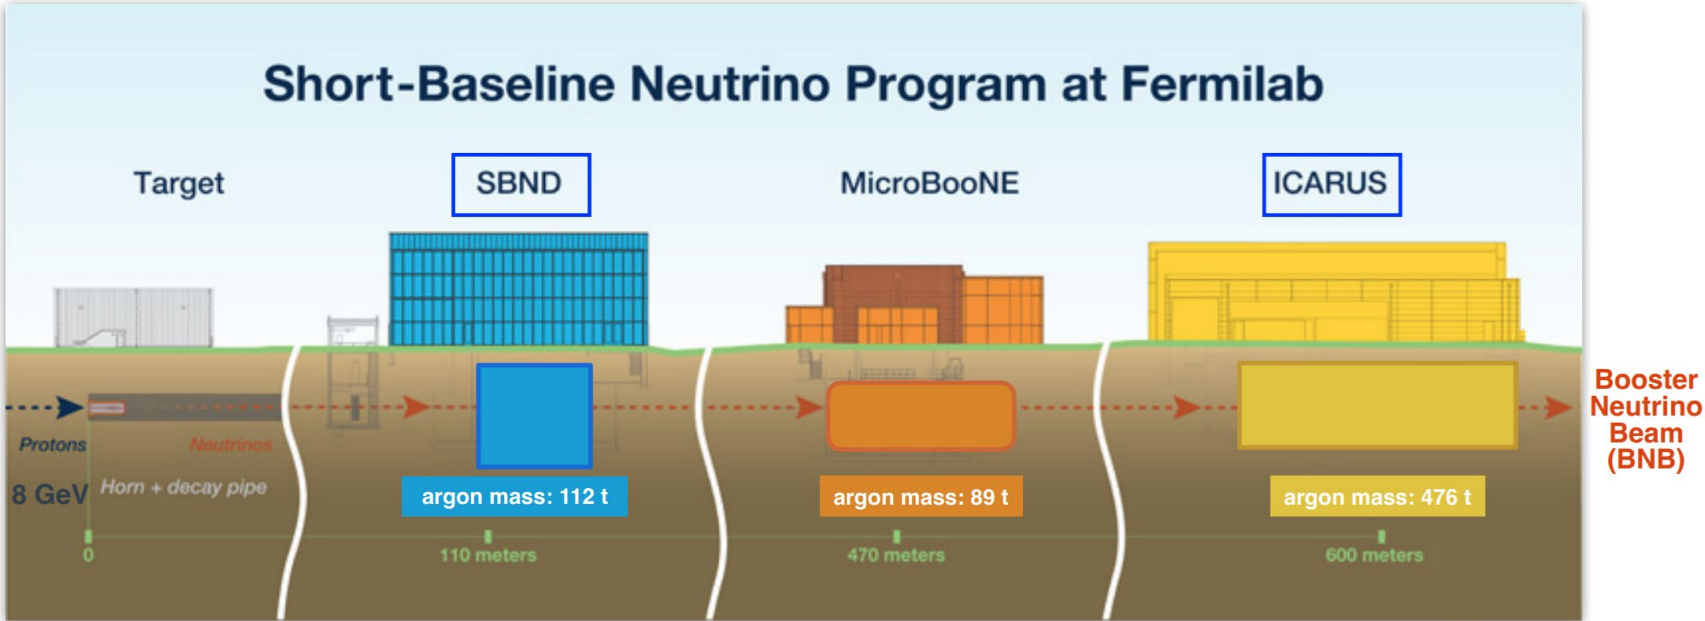 Short-Baseline Neutrino Program at Fermilab
Target
SBND
MicroBooNE
ICARUS
Protons
Neutrinos
8 GeV
Horn + decay pipe
Booster
Neutrino
Beam
(BNB)
argon mass: 112 t
argon mass: 89 t
argon mass: 476 t
0
110 meters
470 meters
600 meters